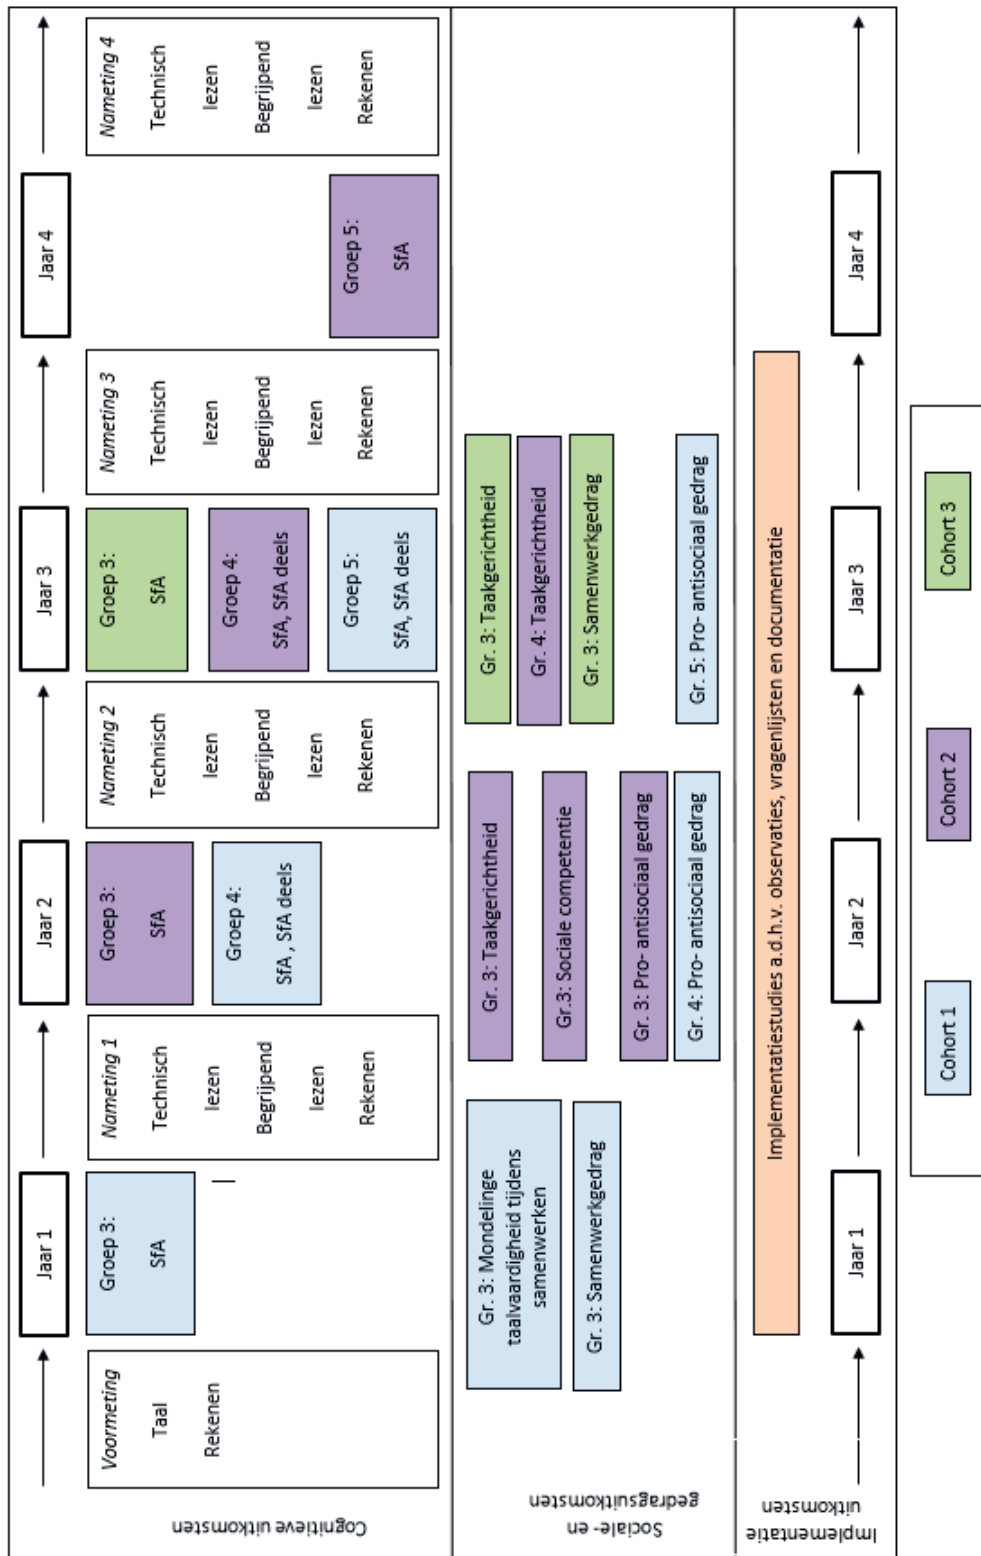 Jaar 1
Jaar 2
Jaar 3
Jaar 4
Cognitieve uitkomsten
Voormeting
Taal
Rekenen
Groep 3:
SfA
Nameting 1
Technisch
lezen
Begrijpend
lezen
Rekenen
Groep 3:
SfA
Groep 4:
SfA , SfA deels
Nameting 2
Technisch
lezen
Begrijpend
lezen
Rekenen
Groep 3:
SfA
Groep 4:
SfA, SfA deels
Groep 5:
SfA, SfA deels
Nameting 3
Technisch
lezen
Begrijpend
lezen
Rekenen
Groep 5:
SfA
Nameting 4
Technisch
lezen
Begrijpend
lezen
Rekenen
Sociale- en
gedragsuitkomsten
Gr. 3: Mondelinge
taalvaardigheid tijdens
samenwerken
Gr. 3: Samenwerkgedrag
Gr. 3: Taakgerichtheid
Gr.3: Sociale competentie
Gr. 3: Pro- antisociaal gedrag
Gr. 4: Pro- antisociaal gedrag
Gr. 3: Taakgerichtheid
Gr. 4: Taakgerichtheid
Gr. 3: Samenwerkgedrag
Gr. 5: Pro- antisociaal gedrag
Implementatie
uitkomsten
Implementatiestudies a.d.h.v. observaties, vragenlijsten en documentatie
Jaar 1
Jaar 2
Jaar 3
Jaar 4
Cohort 1
Cohort 2
Cohort 3